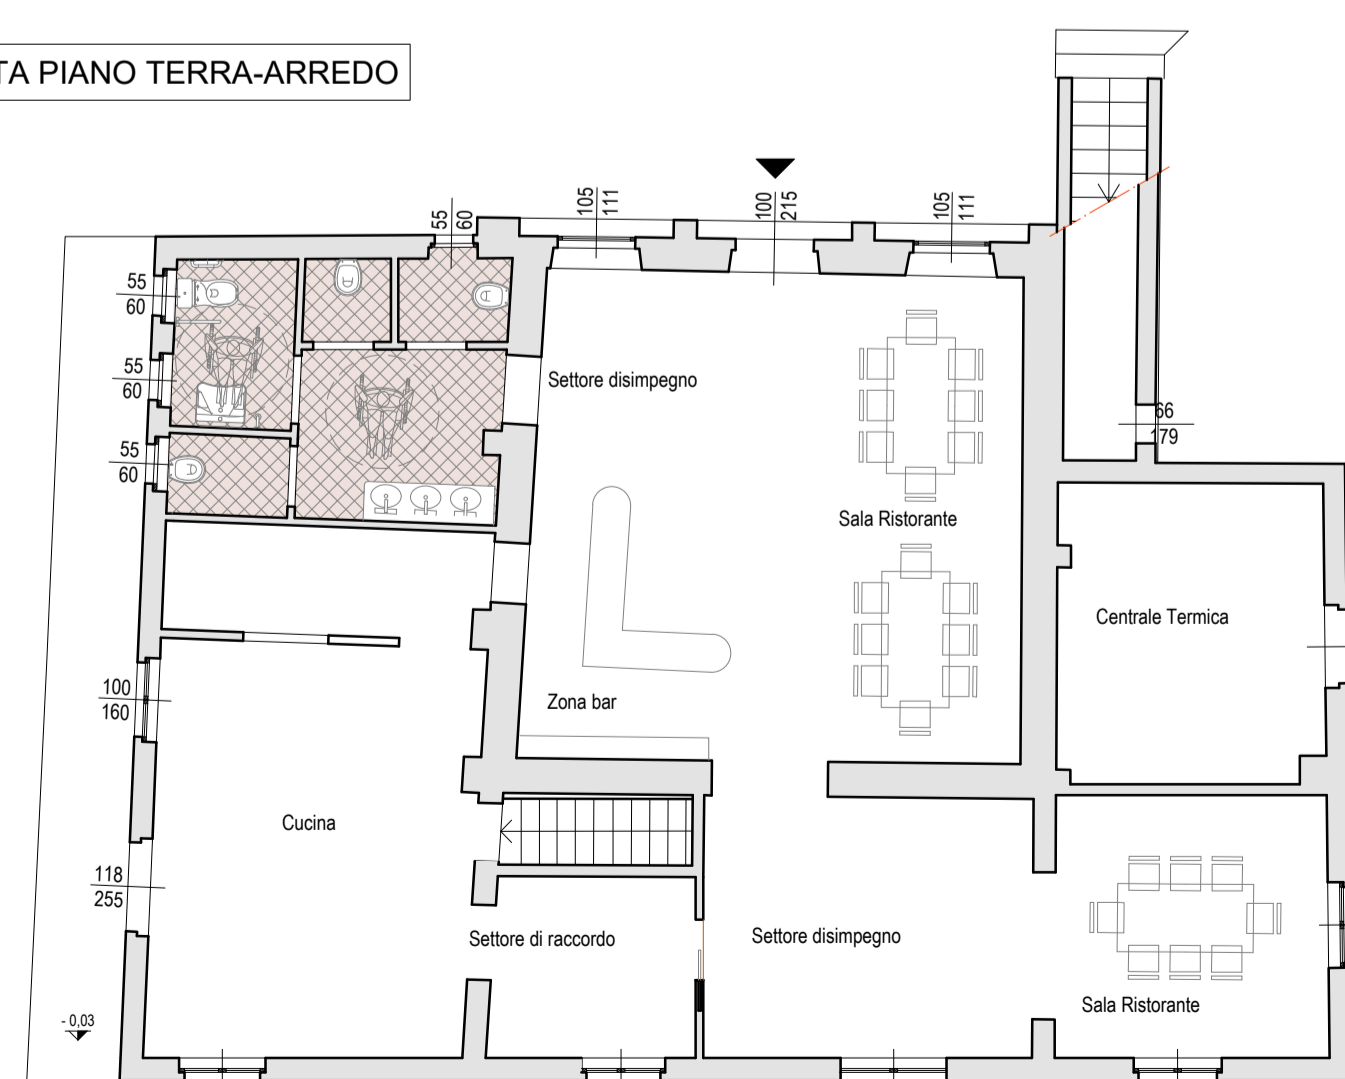 TA PIANO TERRA-ARREDO
55
60
105
111
100
215
105
111
55
60
55
60
55
60
66
179
Settore disimpegno
Sala Ristorante
Centrale Termica
100
160
Zona bar
Cucina
118
255
Settore di raccordo
Settore disimpegno
Sala Ristorante
- 0,03